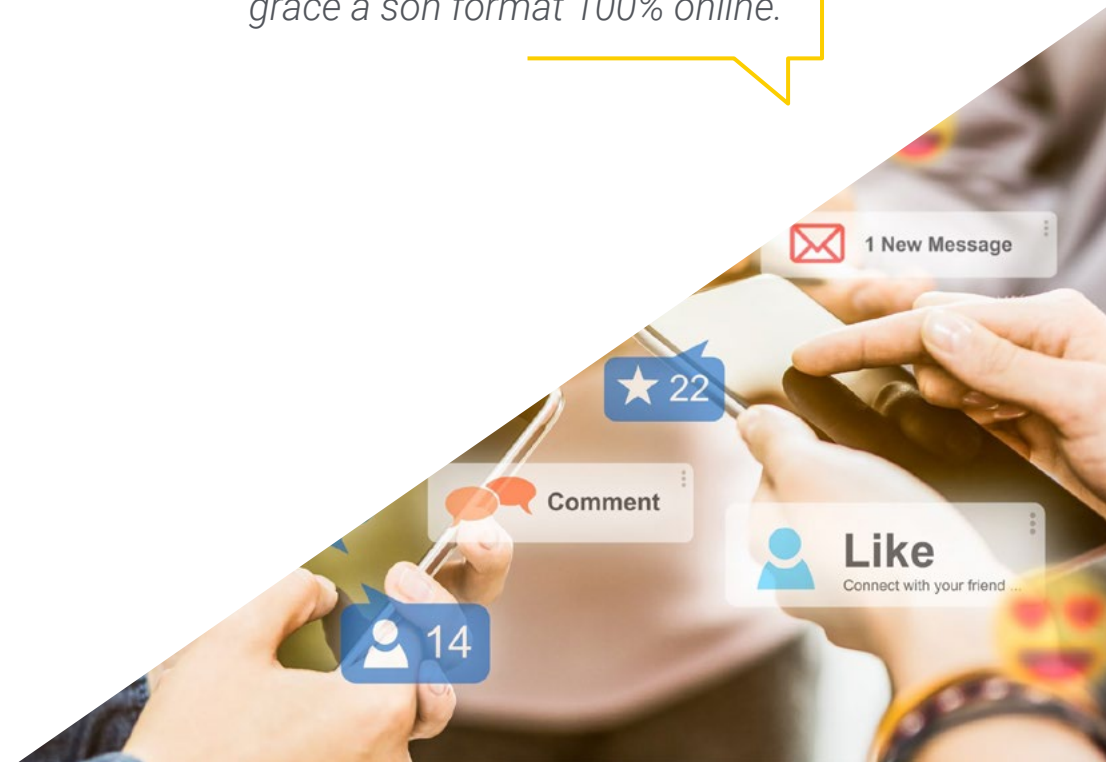 grâce à son format 100% online.
1 New Message
22
Comment
Like
Connect with your friend ...
14